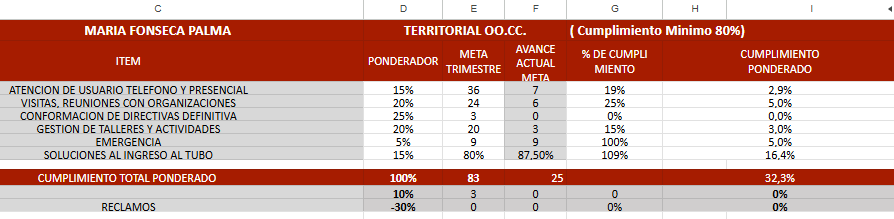 C D E F G H I
MARIA FONSECA PALMA TERRITORIAL OO.CC. ( Cumplimiento Minimo 80%)
ITEM PONDERADOR META TRIMESTRE AVANCE ACTUAL META % DE CUMPLI MIENTO CUMPLIMIENTO PONDERADO
ATENCION DE USUARIO TELEFONO Y PRESENCIAL 15% 36 7 19% 2,9%
VISITAS, REUNIONES CON ORGANIZACIONES 20% 24 6 25% 5,0%
CONFORMACION DE DIRECTIVAS DEFINITIVA 25% 3 0 0% 0,0%
GESTION DE TALLERES Y ACTIVIDADES 20% 20 3 15% 3,0%
EMERGENCIA 5% 9 9 100% 5,0%
SOLUCIONES AL INGRESO AL TUBO 15% 80% 87,50% 109% 16,4%
CUMPLIMIENTO TOTAL PONDERADO 100% 83 25 32,3%
10% 3 0 0 0%
RECLAMOS -30% 0 0 0% 0%